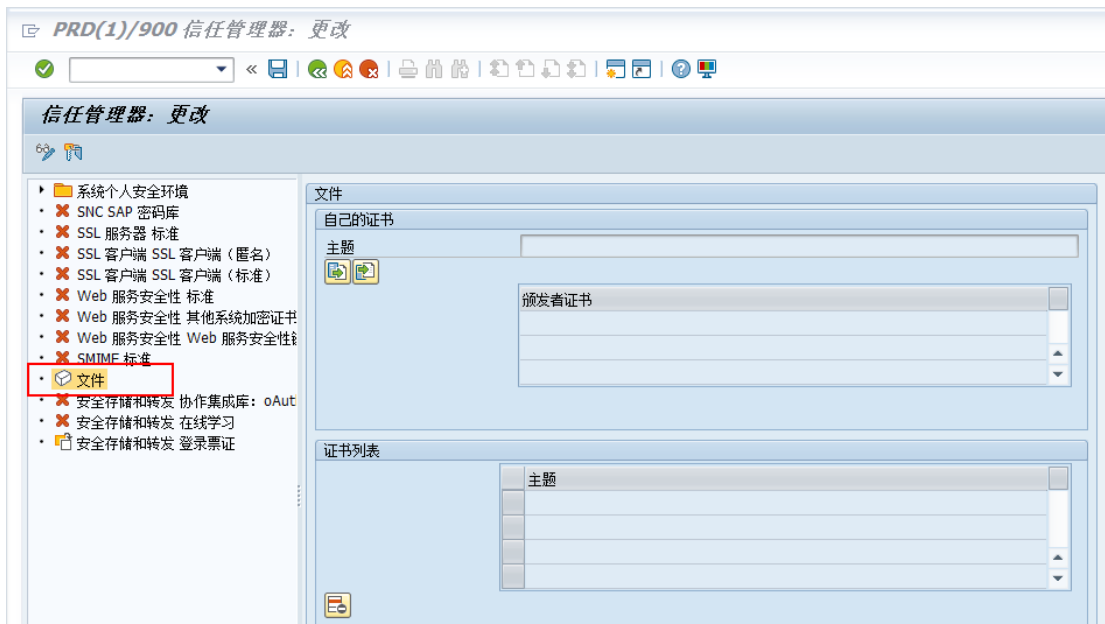 PRD(1)/900 信任管理器: 更改
信任管理器: 更改
系统个人安全环境
SNC SAP 密码库
SSL 服务器 标准
SSL 客户端 SSL 客户端（匿名）
SSL 客户端 SSL 客户端（标准）
Web 服务安全性 标准
Web 服务安全性 其他系统加密证书
Web 服务安全性 Web 服务安全性
SMIME 标准
文件
安全存储和转发 协作集成库: oAut
安全存储和转发 在线学习
安全存储和转发 登录票证
文件
自己的证书
主题
颁发者证书
证书列表
主题